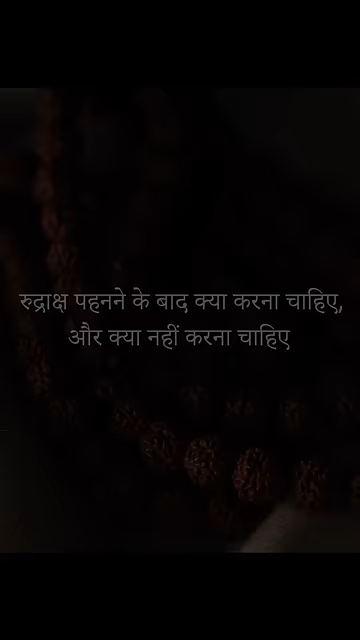 रुद्राक्ष पहनने के बाद क्या करना चाहिए,
और क्या नहीं करना चाहिए